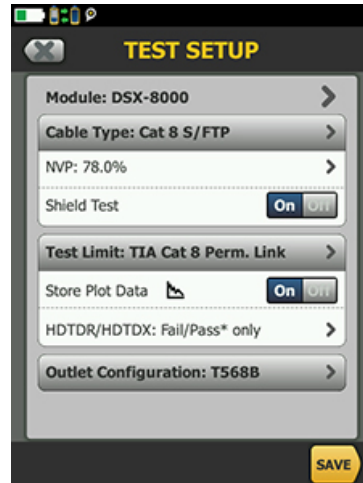 TEST SETUP
Module: DSX-8000
Cable Type: Cat 8 S/FTP
NVP: 78.0%
Shield Test On Off
Test Limit: TIA Cat 8 Perm. Link
Store Plot Data On Off
HDTDR/HDTDX: Fail/Pass* only
Outlet Configuration: T568B
SAVE